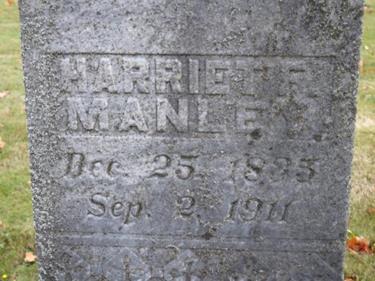 HARRIET F.
MANLEY
Dec. 25, 1835
Sep. 2, 1911